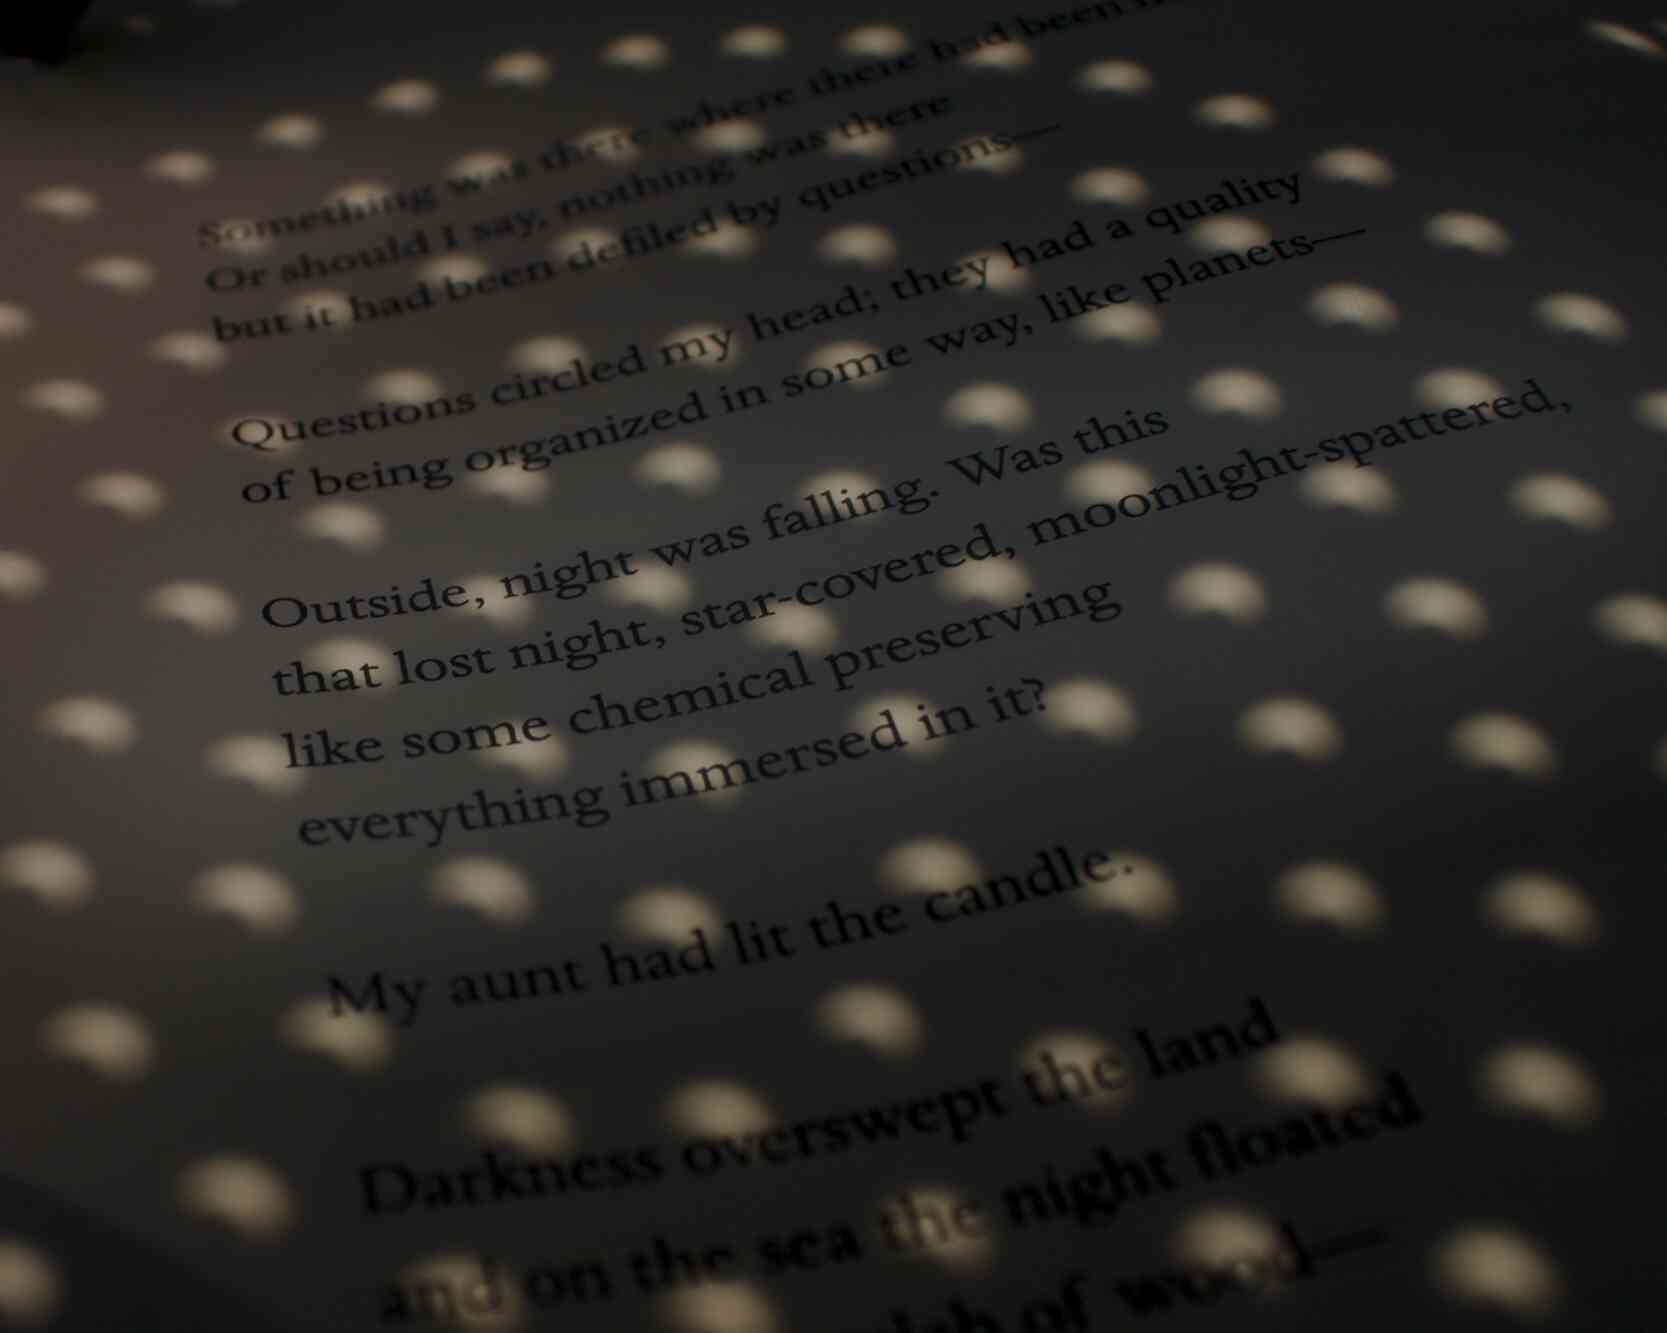 Something was there where there had been
Or should I say, nothing was there
but it had been defiled by questions—
Questions circled my head; they had a quality
of being organized in some way, like planets—
Outside, night was falling. Was this
that lost night, star-covered, moonlight-spattered,
like some chemical preserving
everything immersed in it?
My aunt had lit the candle.
Darkness overswept the land
and on the sea the night floated
of wood—